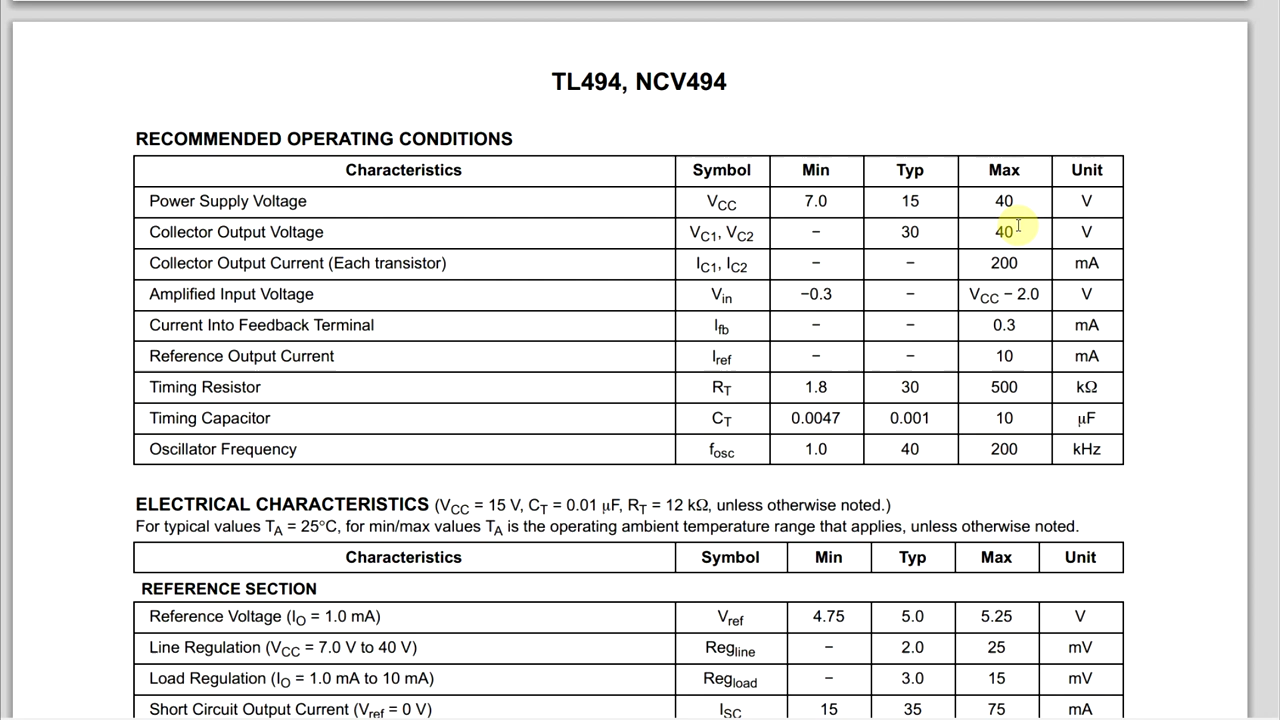 TL494, NCV494
RECOMMENDED OPERATING CONDITIONS
Characteristics Symbol Min Typ Max Unit
Power Supply Voltage VCC 7.0 15 40 V
Collector Output Voltage VC1, VC2 − 30 40 V
Collector Output Current (Each transistor) IC1, IC2 − − 200 mA
Amplified Input Voltage Vin −0.3 − VCC − 2.0 V
Current Into Feedback Terminal lfb − − 0.3 mA
Reference Output Current Iref − − 10 mA
Timing Resistor RT 1.8 30 500 kΩ
Timing Capacitor CT 0.0047 0.001 10 μF
Oscillator Frequency fosc 1.0 40 200 kHz
ELECTRICAL CHARACTERISTICS (VCC = 15 V, CT = 0.01 μF, RT = 12 kΩ, unless otherwise noted.)
For typical values TA = 25°C, for min/max values TA is the operating ambient temperature range that applies, unless otherwise noted.
Characteristics Symbol Min Typ Max Unit
REFERENCE SECTION
Reference Voltage (IO = 1.0 mA) Vref 4.75 5.0 5.25 V
Line Regulation (VCC = 7.0 V to 40 V) Regline − 2.0 25 mV
Load Regulation (IO = 1.0 mA to 10 mA) Regload − 3.0 15 mV
Short Circuit Output Current (Vref = 0 V) ISC 15 35 75 mA